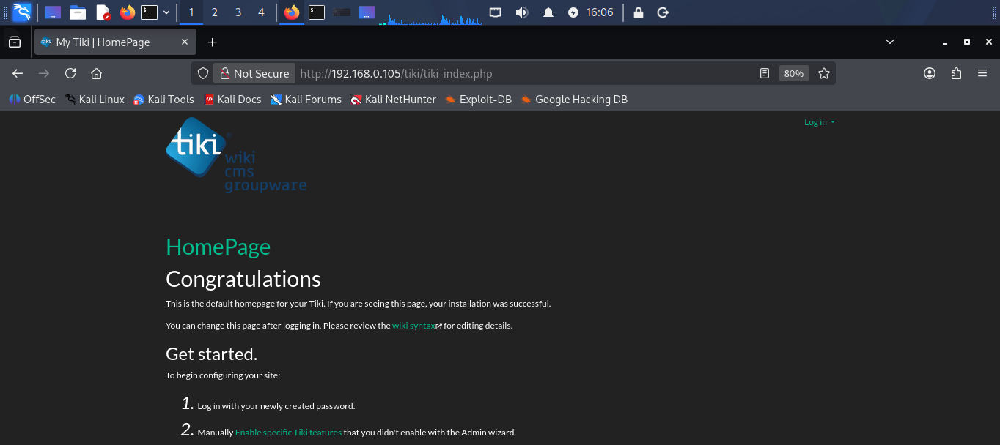 1 2 3 4 16:06
tiki My Tiki | HomePage
Not Secure http://192.168.0.105/tiki/tiki-index.php 80%
OffSec Kali Linux Kali Tools Kali Docs Kali Forums Kali NetHunter Exploit-DB Google Hacking DB
Log in
tiki
wiki
cms
groupware
HomePage
Congratulations
This is the default homepage for your Tiki. If you are seeing this page, your installation was successful.
You can change this page after logging in. Please review the wiki syntax for editing details.
Get started.
To begin configuring your site:
1. Log in with your newly created password.
2. Manually Enable specific Tiki features that you didn't enable with the Admin wizard.